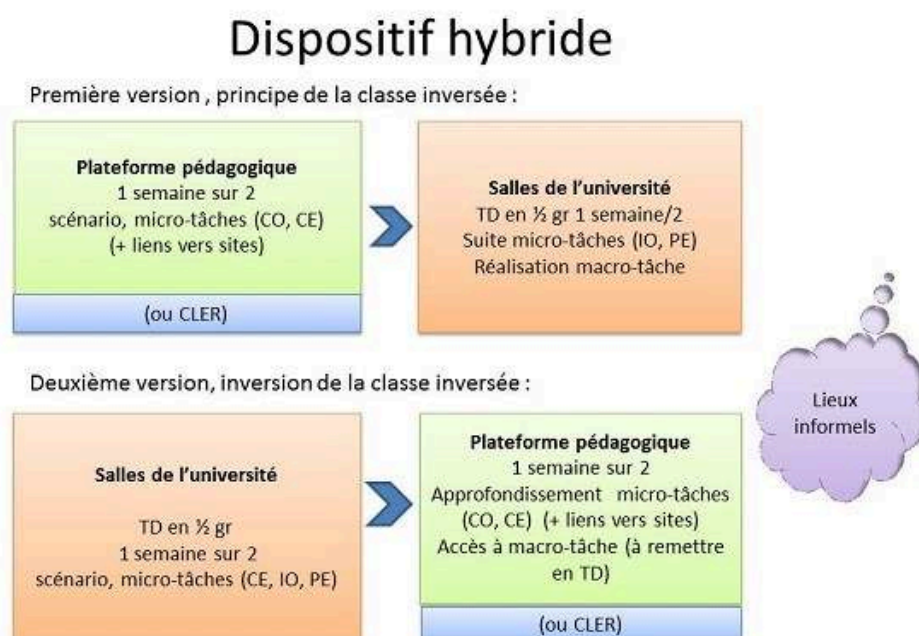 Dispositif hybride
Première version , principe de la classe inversée :
Plateforme pédagogique
1 semaine sur 2
scénario, micro-tâches (CO, CE)
(+ liens vers sites)
(ou CLER)
Salles de l'université
TD en ½ gr 1 semaine/2
Suite micro-tâches (IO, PE)
Réalisation macro-tâche
Lieux
informels
Deuxième version, inversion de la classe inversée :
Salles de l'université
TD en ½ gr
1 semaine sur 2
scénario, micro-tâches (CE, IO, PE)
Plateforme pédagogique
1 semaine sur 2
Approfondissement micro-tâches
(CO, CE) (+ liens vers sites)
Accès à macro-tâche (à remettre
en TD)
(ou CLER)